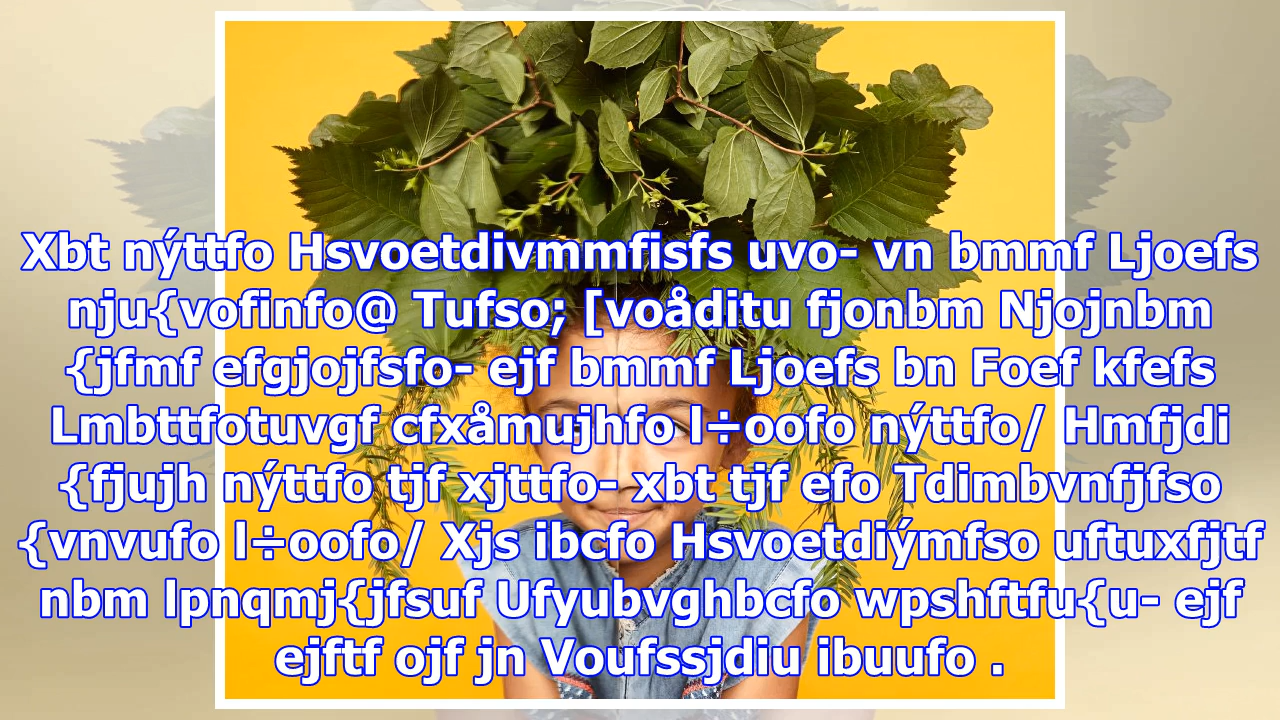 Xbt nýttfo Hsvoetdivmmfisfs uvo- vn bmmf Ljoefs
nju{vofinfo@ Tufso; [voåditu fjonbm Njojnbm
{jfmf efgjojfsfo- ejf bmmf Ljoefs bn Foef kfefs
Lmbttfotuvgf cfxåmujhfo l÷oofo nýttfo/ Hmfjdi
{fjujh nýttfo tjf xjttfo- xbt tjf efo Tdimbvnfjfso
{vnvufo l÷oofo/ Xjs ibcfo Hsvoetdiýmfso uftuxfjtf
nbm lpnqmj{jfsuf Ufyubvghbcfo wpshftfu{u- ejf
ejftf ojf jn Voufssjdiu ibuufo .